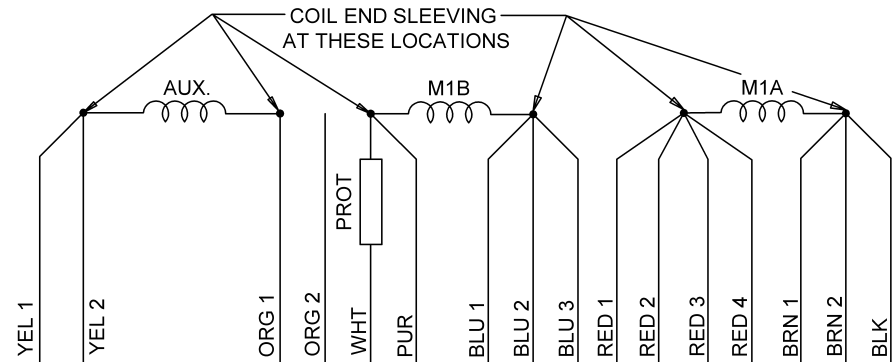 COIL END SLEEVING
AT THESE LOCATIONS
AUX.
M1B
M1A
PROT
YEL 1
YEL 2
ORG 1
ORG 2
WHT
PUR
BLU 1
BLU 2
BLU 3
RED 1
RED 2
RED 3
RED 4
BRN 1
BRN 2
BLK